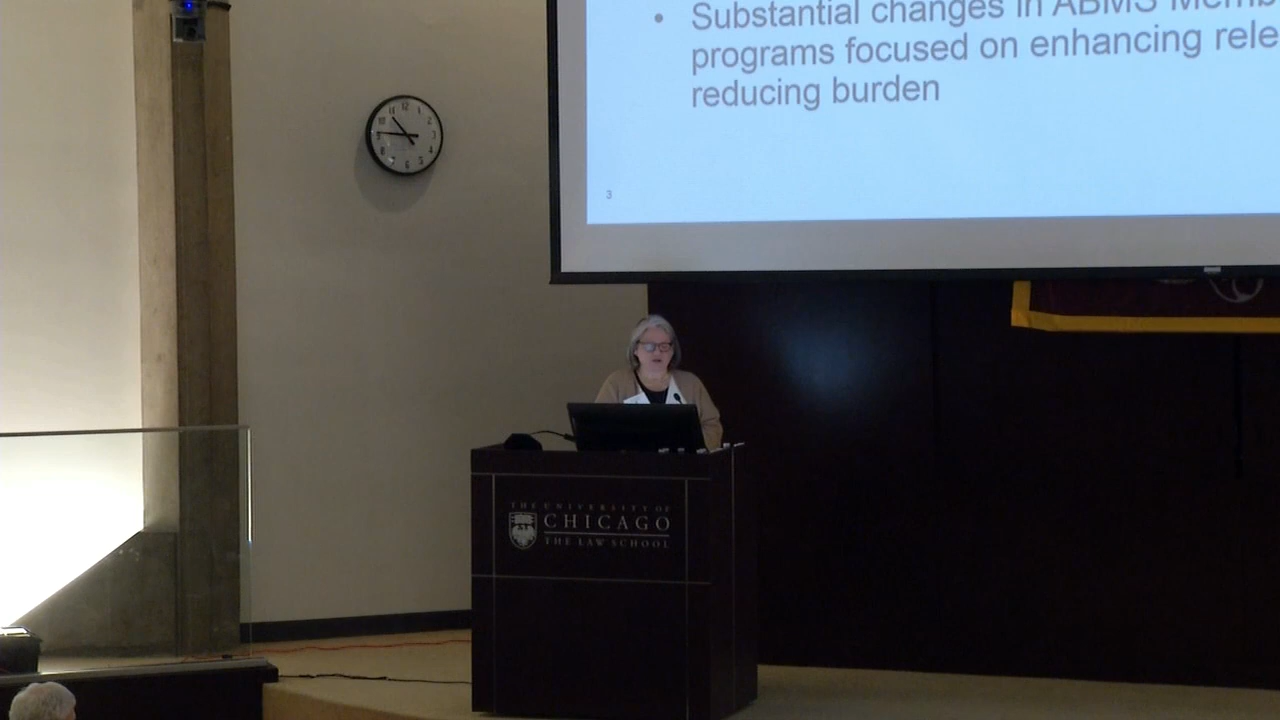 • Substantial changes in ABMS Memb
programs focused on enhancing rele
reducing burden
3
THE UNIVERSITY OF
CHICAGO
THE LAW SCHOOL